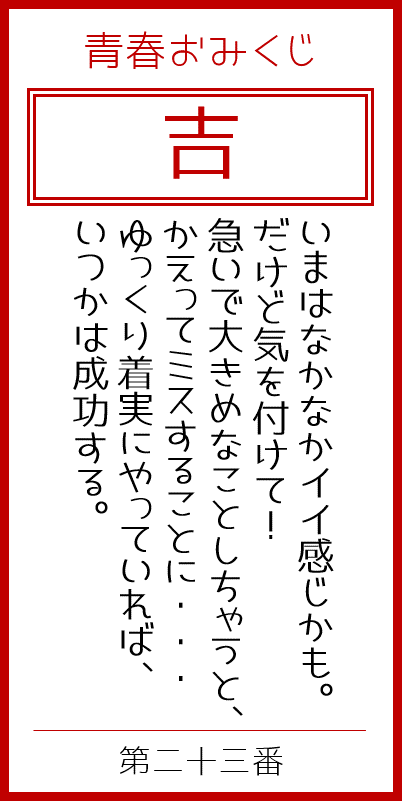 青春おみくじ
吉
いまはなかなかイイ感じかも。
だけど気を付けて！
急いで大きめなことしちゃうと、
かえってミスすることに・・・
ゆっくり着実にやっていれば、
いつかは成功する。
第二十三番